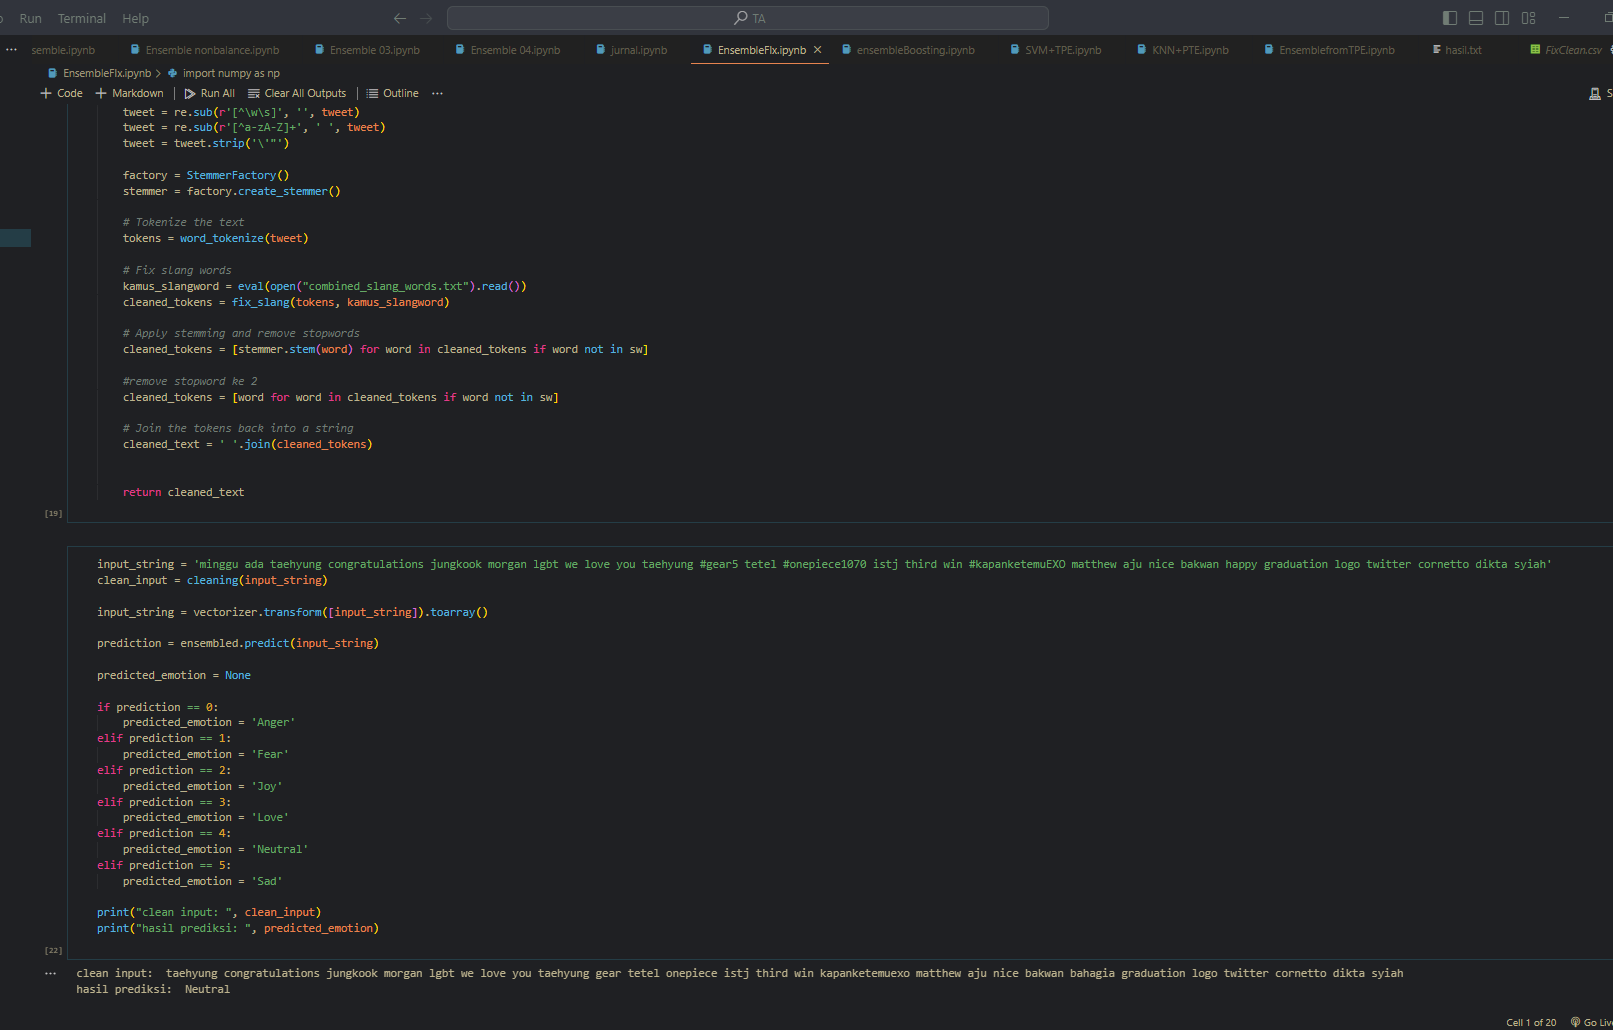 Run Terminal Help TA
semble.ipynb Ensemble nonbalance.ipynb Ensemble 03.ipynb Ensemble 04.ipynb jurnal.ipynb EnsembleFIx.ipynb ensembleBoosting.ipynb SVM+TPE.ipynb KNN+PTE.ipynb EnsemblefromTPE.ipynb hasil.txt FixClean.csv
EnsembleFIx.ipynb > import numpy as np
+ Code + Markdown | Run All Clear All Outputs | Outline ...
tweet = re.sub(r'[^\w\s]', '', tweet)
tweet = re.sub(r'[^a-zA-Z]+', ' ', tweet)
tweet = tweet.strip('\'"')
factory = StemmerFactory()
stemmer = factory.create_stemmer()
# Tokenize the text
tokens = word_tokenize(tweet)
# Fix slang words
kamus_slangword = eval(open("combined_slang_words.txt").read())
cleaned_tokens = fix_slang(tokens, kamus_slangword)
# Apply stemming and remove stopwords
cleaned_tokens = [stemmer.stem(word) for word in cleaned_tokens if word not in sw]
#remove stopword ke 2
cleaned_tokens = [word for word in cleaned_tokens if word not in sw]
# Join the tokens back into a string
cleaned_text = ' '.join(cleaned_tokens)
return cleaned_text
[19]
input_string = 'minggu ada taehyung congratulations jungkook morgan lgbt we love you taehyung #gear5 tetel #onepiece1070 istj third win #kapanketemuEXO matthew aju nice bakwan happy graduation logo twitter cornetto dikta syiah'
clean_input = cleaning(input_string)
input_string = vectorizer.transform([input_string]).toarray()
prediction = ensembled.predict(input_string)
predicted_emotion = None
if prediction == 0:
predicted_emotion = 'Anger'
elif prediction == 1:
predicted_emotion = 'Fear'
elif prediction == 2:
predicted_emotion = 'Joy'
elif prediction == 3:
predicted_emotion = 'Love'
elif prediction == 4:
predicted_emotion = 'Neutral'
elif prediction == 5:
predicted_emotion = 'Sad'
print("clean input: ", clean_input)
print("hasil prediksi: ", predicted_emotion)
[22]
... clean input:  taehyung congratulations jungkook morgan lgbt we love you taehyung gear tetel onepiece istj third win kapanketemuexo matthew aju nice bakwan bahagia graduation logo twitter cornetto dikta syiah
hasil prediksi:  Neutral
Cell 1 of 20 Go Liv